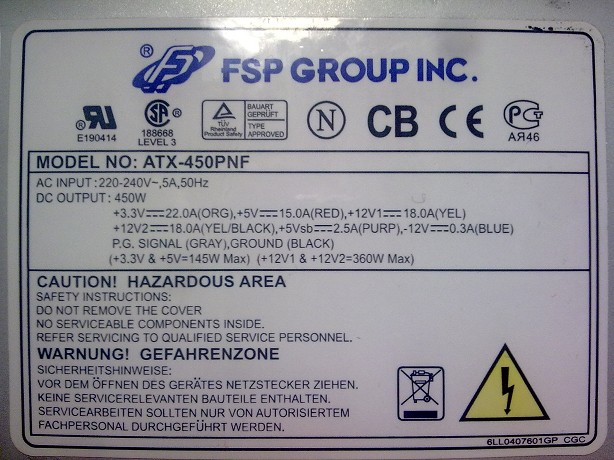 ® FSP GROUP INC.
® E190414
SA ® 188668 LEVEL 3
TÜV Rheinland Product Safety BAUART GEPRÜFT TYPE APPROVED
N
CB
CE
РСТ АЯ46
MODEL NO: ATX-450PNF
AC INPUT:220-240V~,5A,50Hz
DC OUTPUT: 450W
+3.3V⎓22.0A(ORG),+5V⎓15.0A(RED),+12V1⎓18.0A(YEL)
+12V2⎓18.0A(YEL/BLACK),+5Vsb⎓2.5A(PURP),-12V⎓0.3A(BLUE)
P.G. SIGNAL (GRAY),GROUND (BLACK)
(+3.3V & +5V=145W Max) (+12V1 & +12V2=360W Max)
CAUTION! HAZARDOUS AREA
SAFETY INSTRUCTIONS:
DO NOT REMOVE THE COVER
NO SERVICEABLE COMPONENTS INSIDE.
REFER SERVICING TO QUALIFIED SERVICE PERSONNEL.
WARNUNG! GEFAHRENZONE
SICHERHEITSHINWEISE:
VOR DEM ÖFFNEN DES GERÄTES NETZSTECKER ZIEHEN.
KEINE SERVICERELEVANTEN BAUTEILE ENTHALTEN.
SERVICEARBEITEN SOLLTEN NUR VON AUTORISIERTEM
FACHPERSONAL DURCHGEFÜHRT WERDEN.
6LL0407601GP CGC